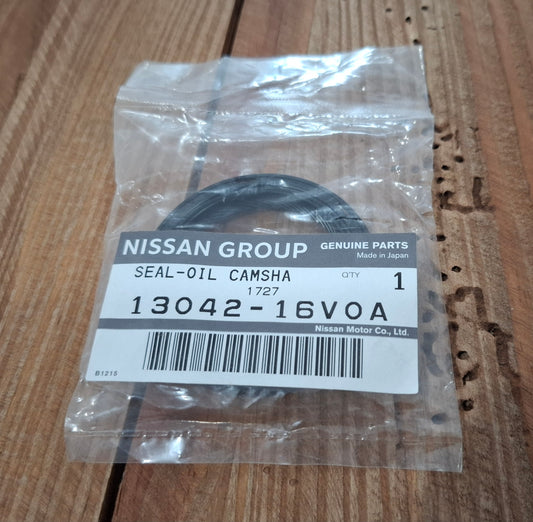 NISSAN GROUP GENUINE PARTS
Made in Japan
SEAL-OIL CAMSHA Q'TY 1
1727
13042-16V0A
Nissan Motor Co., Ltd.
B1215